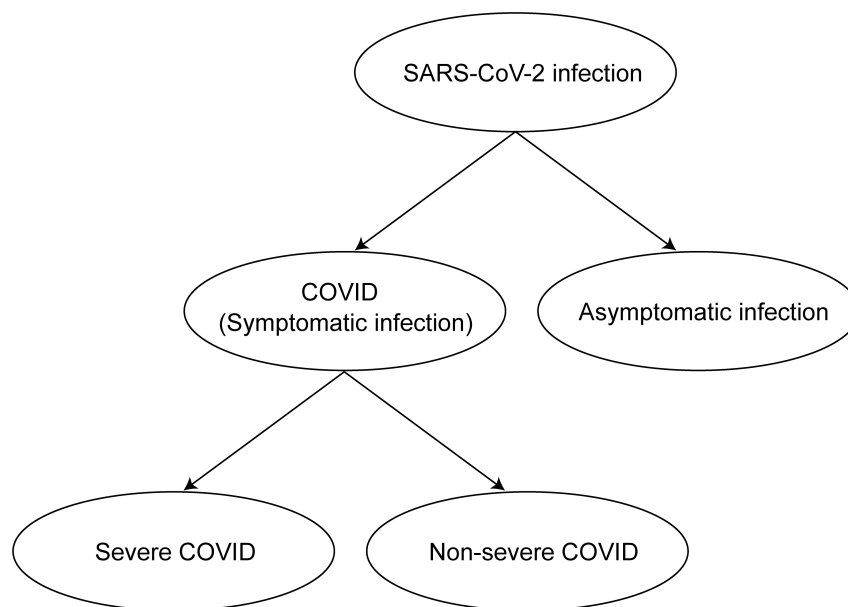 SARS-CoV-2 infection
COVID
(Symptomatic infection)
Asymptomatic infection
Severe COVID
Non-severe COVID